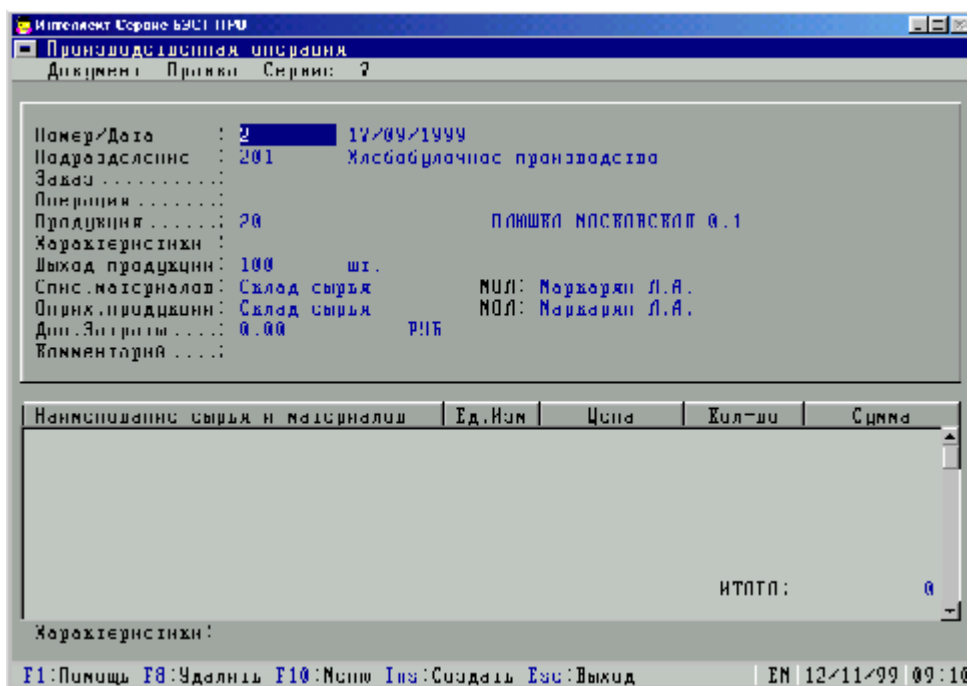 Интеллект Сервис БЭСТ-ПРО
Производственная операция
Документ Правка Сервис ?
Номер/Дата : 2 17/09/1999
Подразделение : 201 Хлебобулочное производство
Заказ ..........:
Операция .......:
Продукция ......: 20 ПЛЮШКА МОСКОВСКАЯ 0.1
Характеристики :
Выход продукции: 100 шт.
Спис.материалов: Склад сырья МОЛ: Маркарян Л.А.
Оприх.продукции: Склад сырья МОЛ: Маркарян Л.А.
Доп.Затраты ....: 0.00 РУБ
Комментарий ....:
Наименование сырья и материалов Ед.Изм Цена Кол-во Сумма
ИТОГО: 0
Характеристики:
F1:Помощь F8:Удалить F10:Меню Ins:Создать Esc:Выход EN 12/11/99 09:10